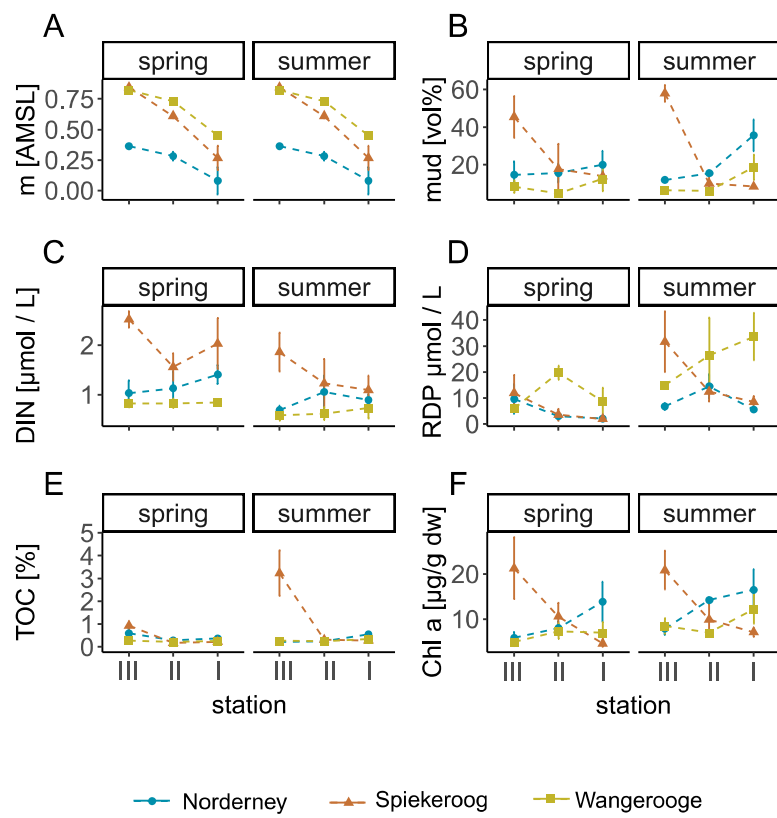 A
B
spring summer
spring summer
m [AMSL]
0.75
0.50
0.25
0.00
mud [vol%]
60
40
20
C
D
spring summer
spring summer
DIN [µmol / L]
2
1
RDP µmol / L
40
30
20
10
0
E
F
spring summer
spring summer
TOC [%]
5
4
3
2
1
0
Chl a [µg/g dw]
20
10
III II I III II I
III II I III II I
station
station
Norderney Spiekeroog Wangerooge